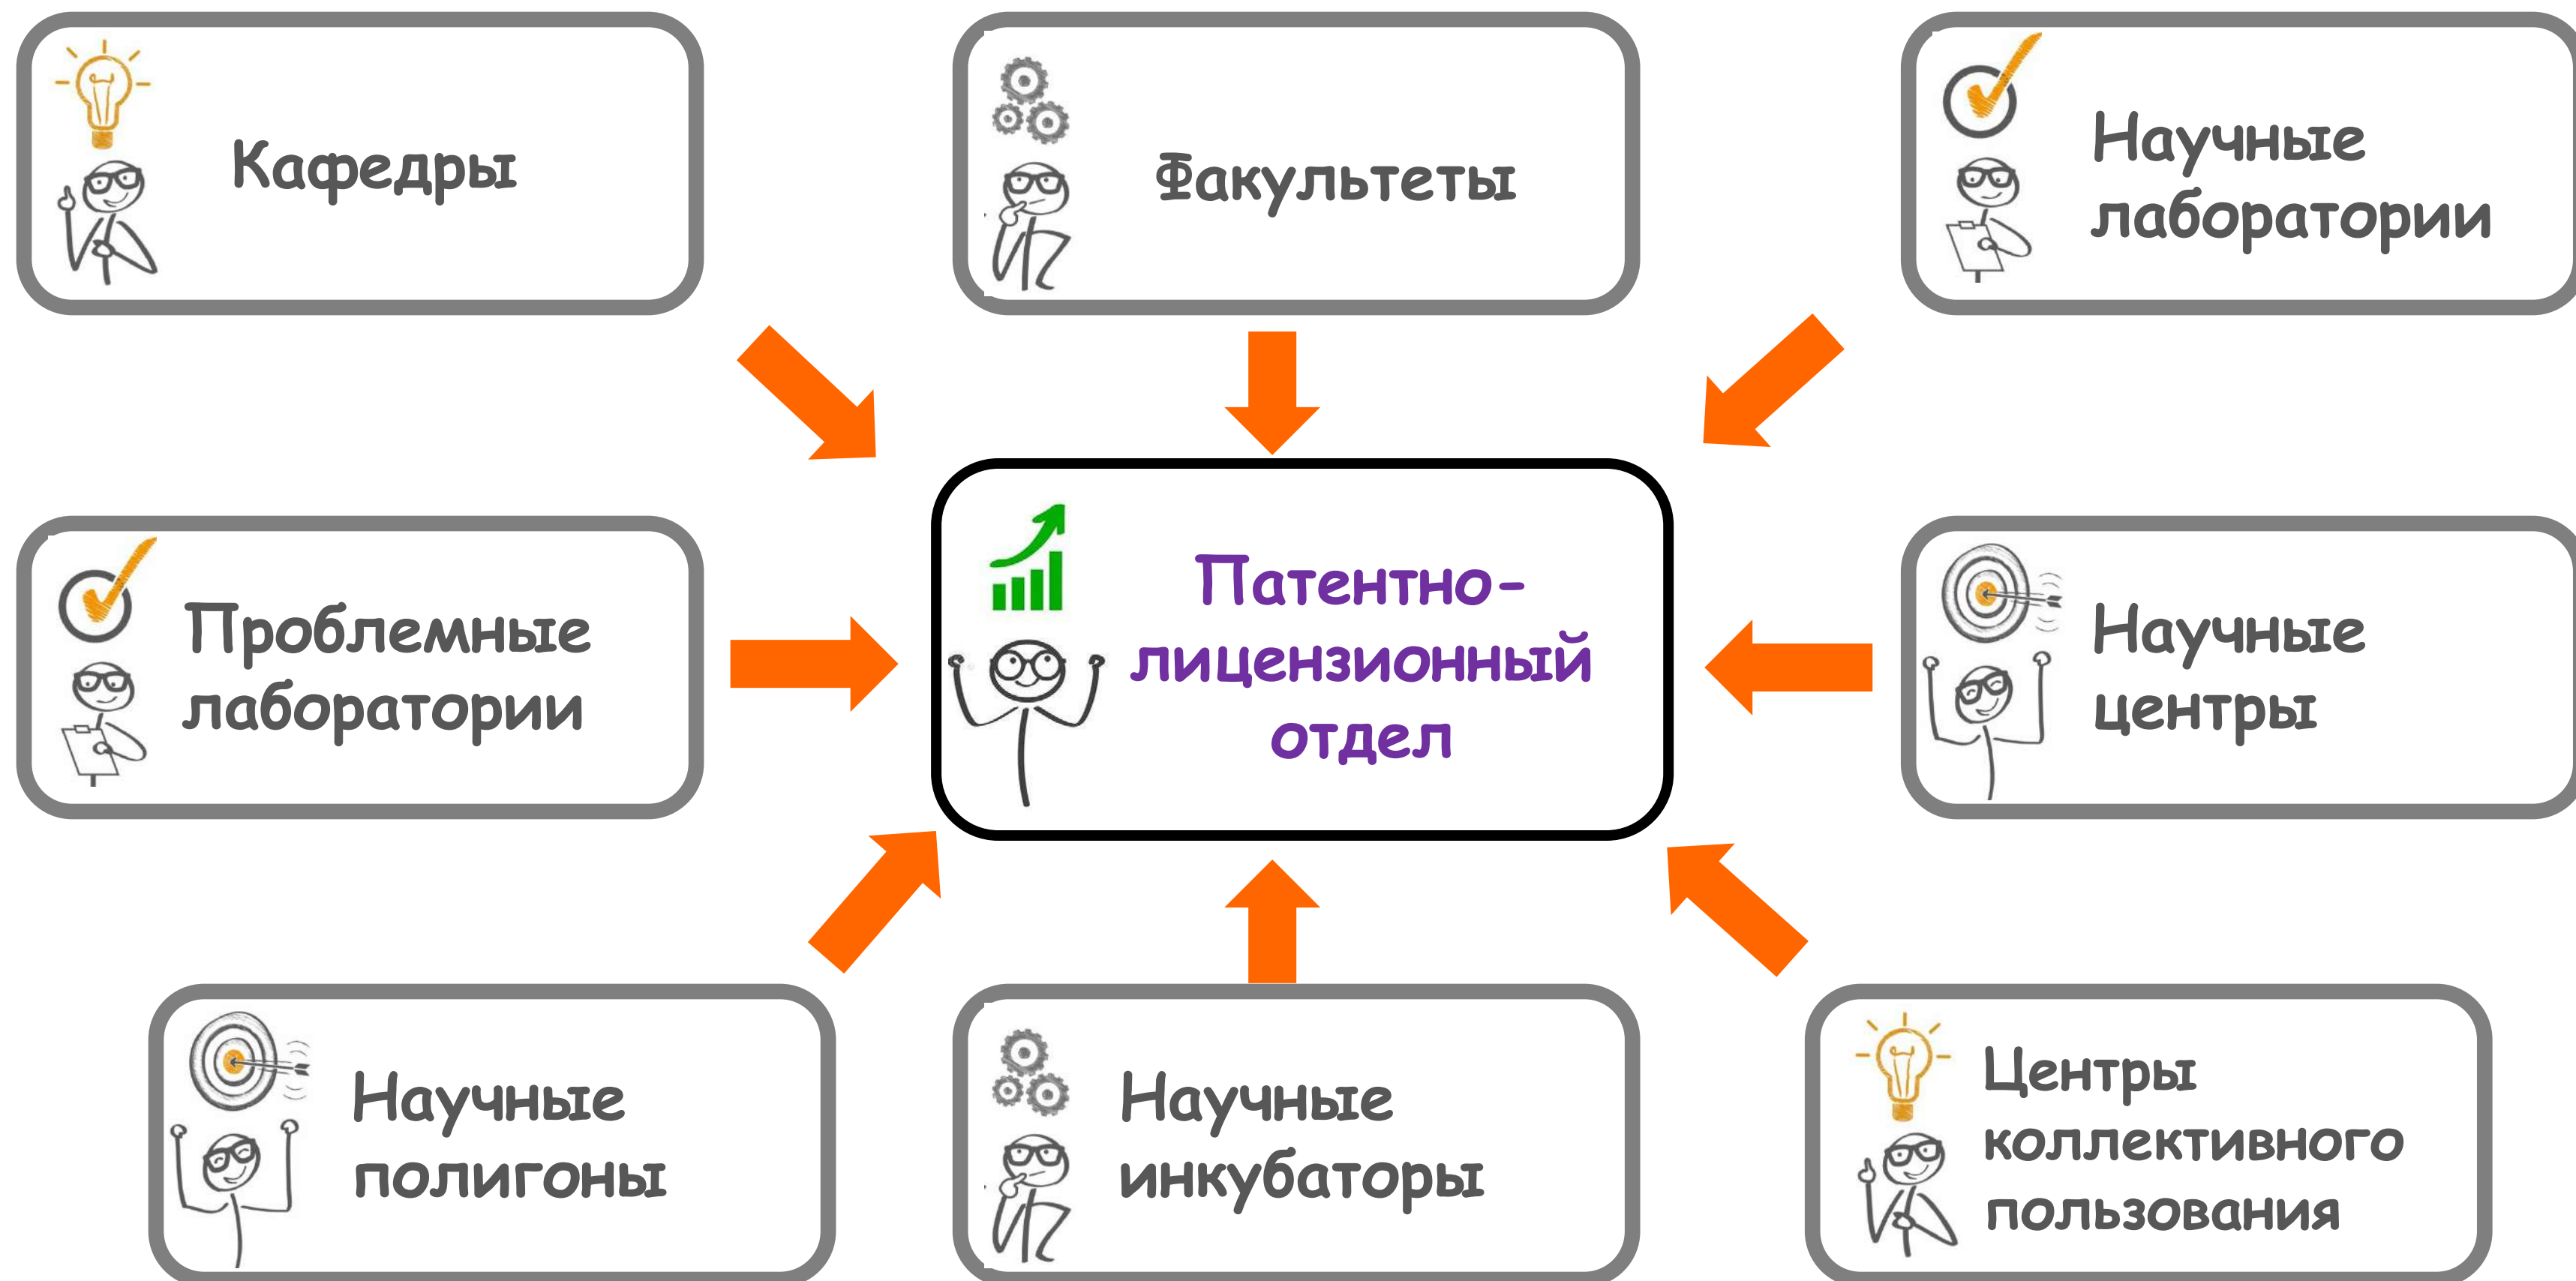 Кафедры
Факультеты
Научные
лаборатории
Проблемные
лаборатории
Патентно-
лицензионный
отдел
Научные
центры
Научные
полигоны
Научные
инкубаторы
Центры
коллективного
пользования